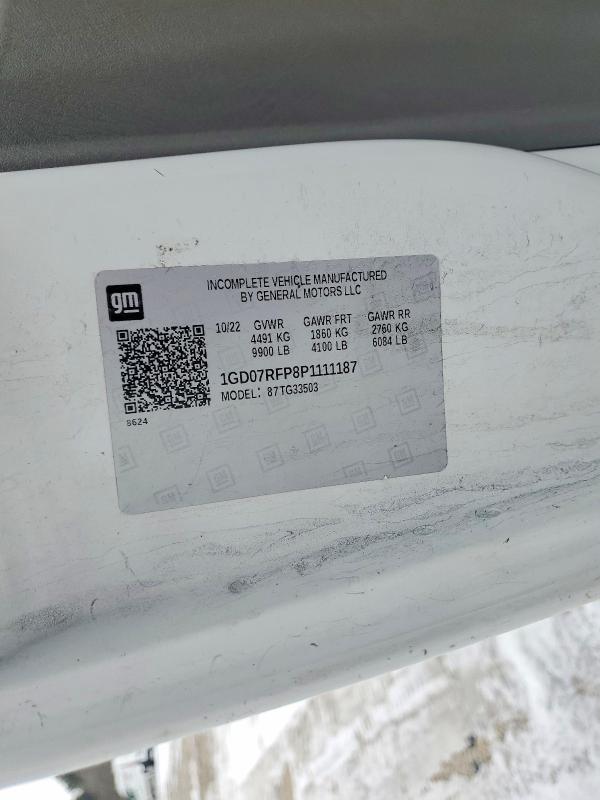 gm
INCOMPLETE VEHICLE MANUFACTURED
BY GENERAL MOTORS LLC
10/22 GVWR GAWR FRT GAWR RR
4491 KG 1860 KG 2760 KG
9900 LB 4100 LB 6084 LB
1GD07RFP8P1111187
MODEL: 87TG33503
8624